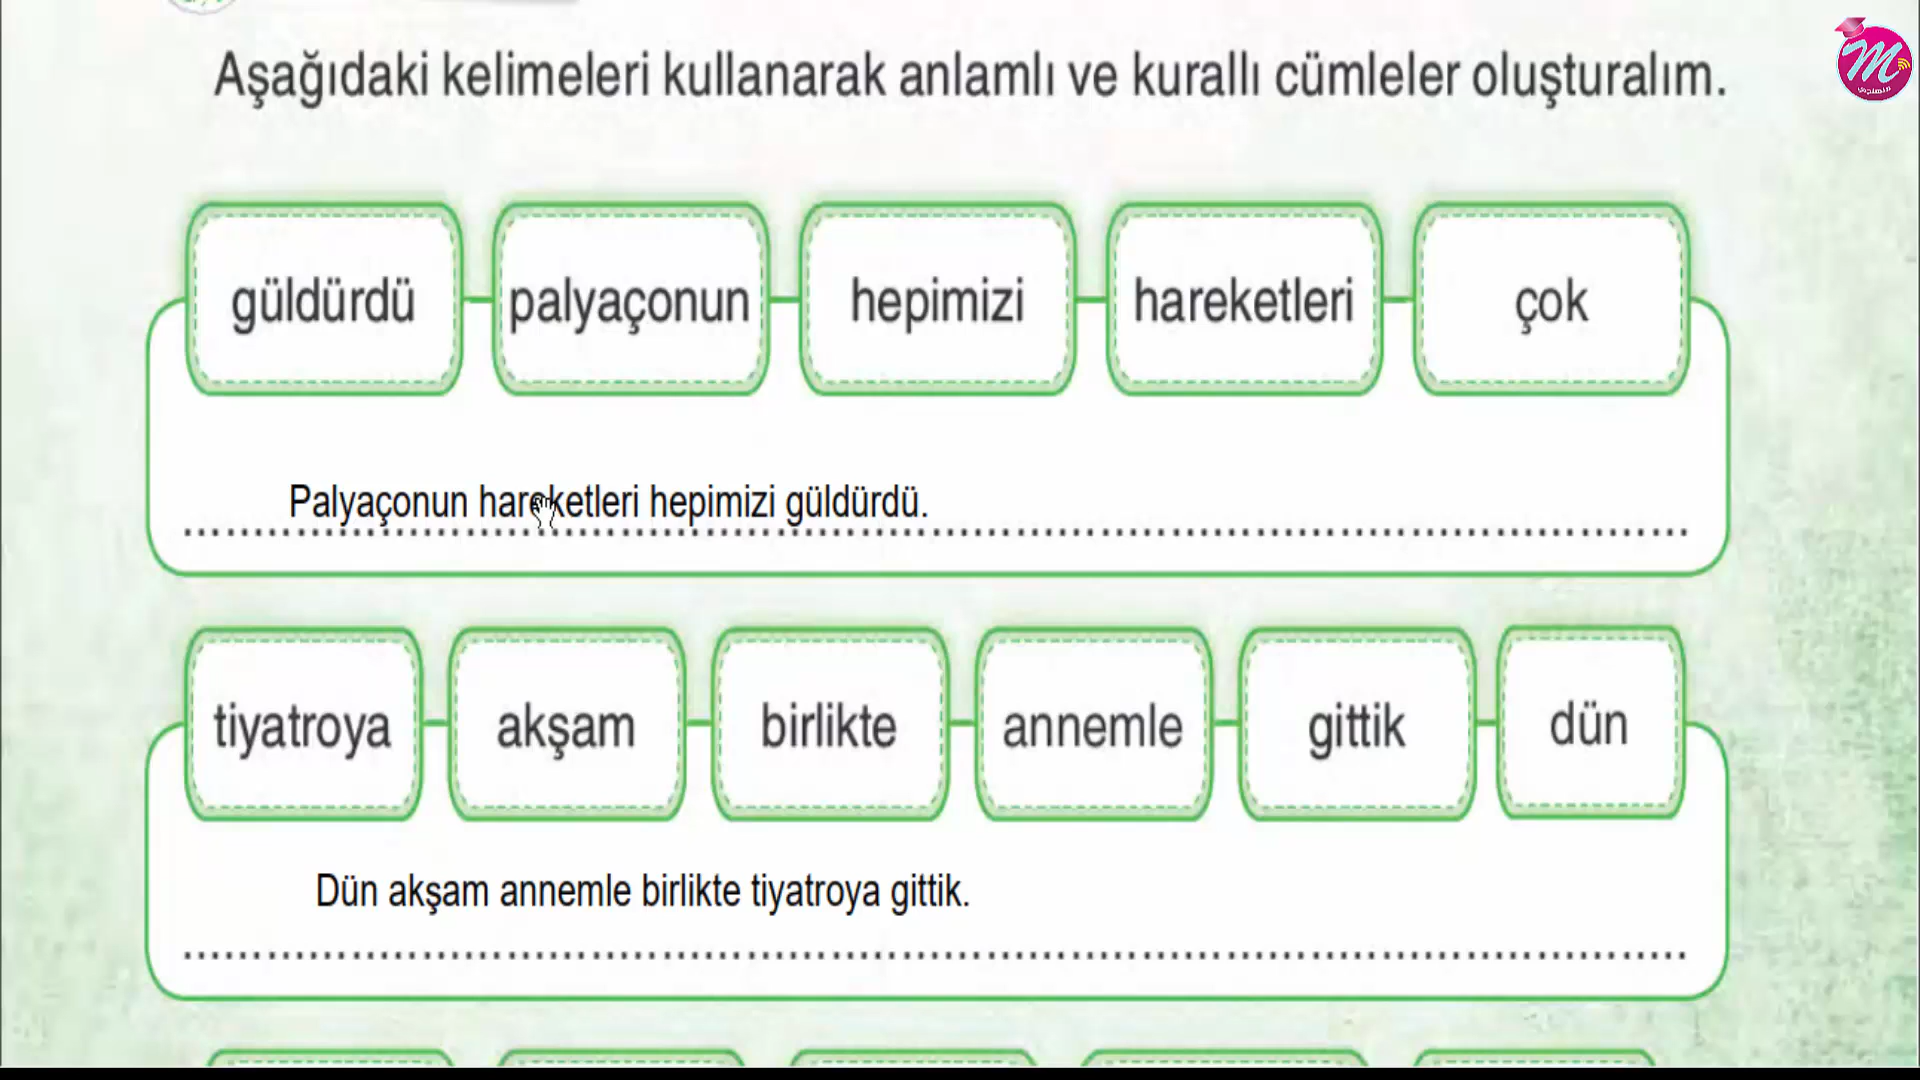 Aşağıdaki kelimeleri kullanarak anlamlı ve kurallı cümleler oluşturalım.
güldürdü palyaçonun hepimizi hareketleri çok
Palyaçonun hareketleri hepimizi güldürdü.
tiyatroya akşam birlikte annemle gittik dün
Dün akşam annemle birlikte tiyatroya gittik.